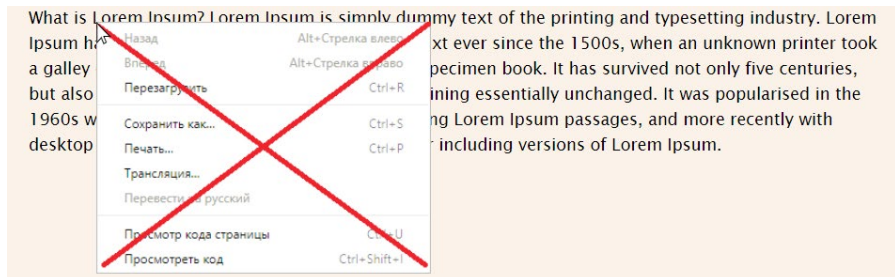 What is Lorem Ipsum? Lorem Ipsum is simply dummy text of the printing and typesetting industry. Lorem
Ipsum ha xt ever since the 1500s, when an unknown printer took
a galley pecimen book. It has survived not only five centuries,
but also ining essentially unchanged. It was popularised in the
1960s w ng Lorem Ipsum passages, and more recently with
desktop r including versions of Lorem Ipsum.
Назад Alt+Стрелка влево
Вперед Alt+Стрелка вправо
Перезагрузить Ctrl+R
Сохранить как... Ctrl+S
Печать... Ctrl+P
Трансляция...
Перевести на русский
Просмотр кода страницы Ctrl+U
Просмотреть код Ctrl+Shift+I